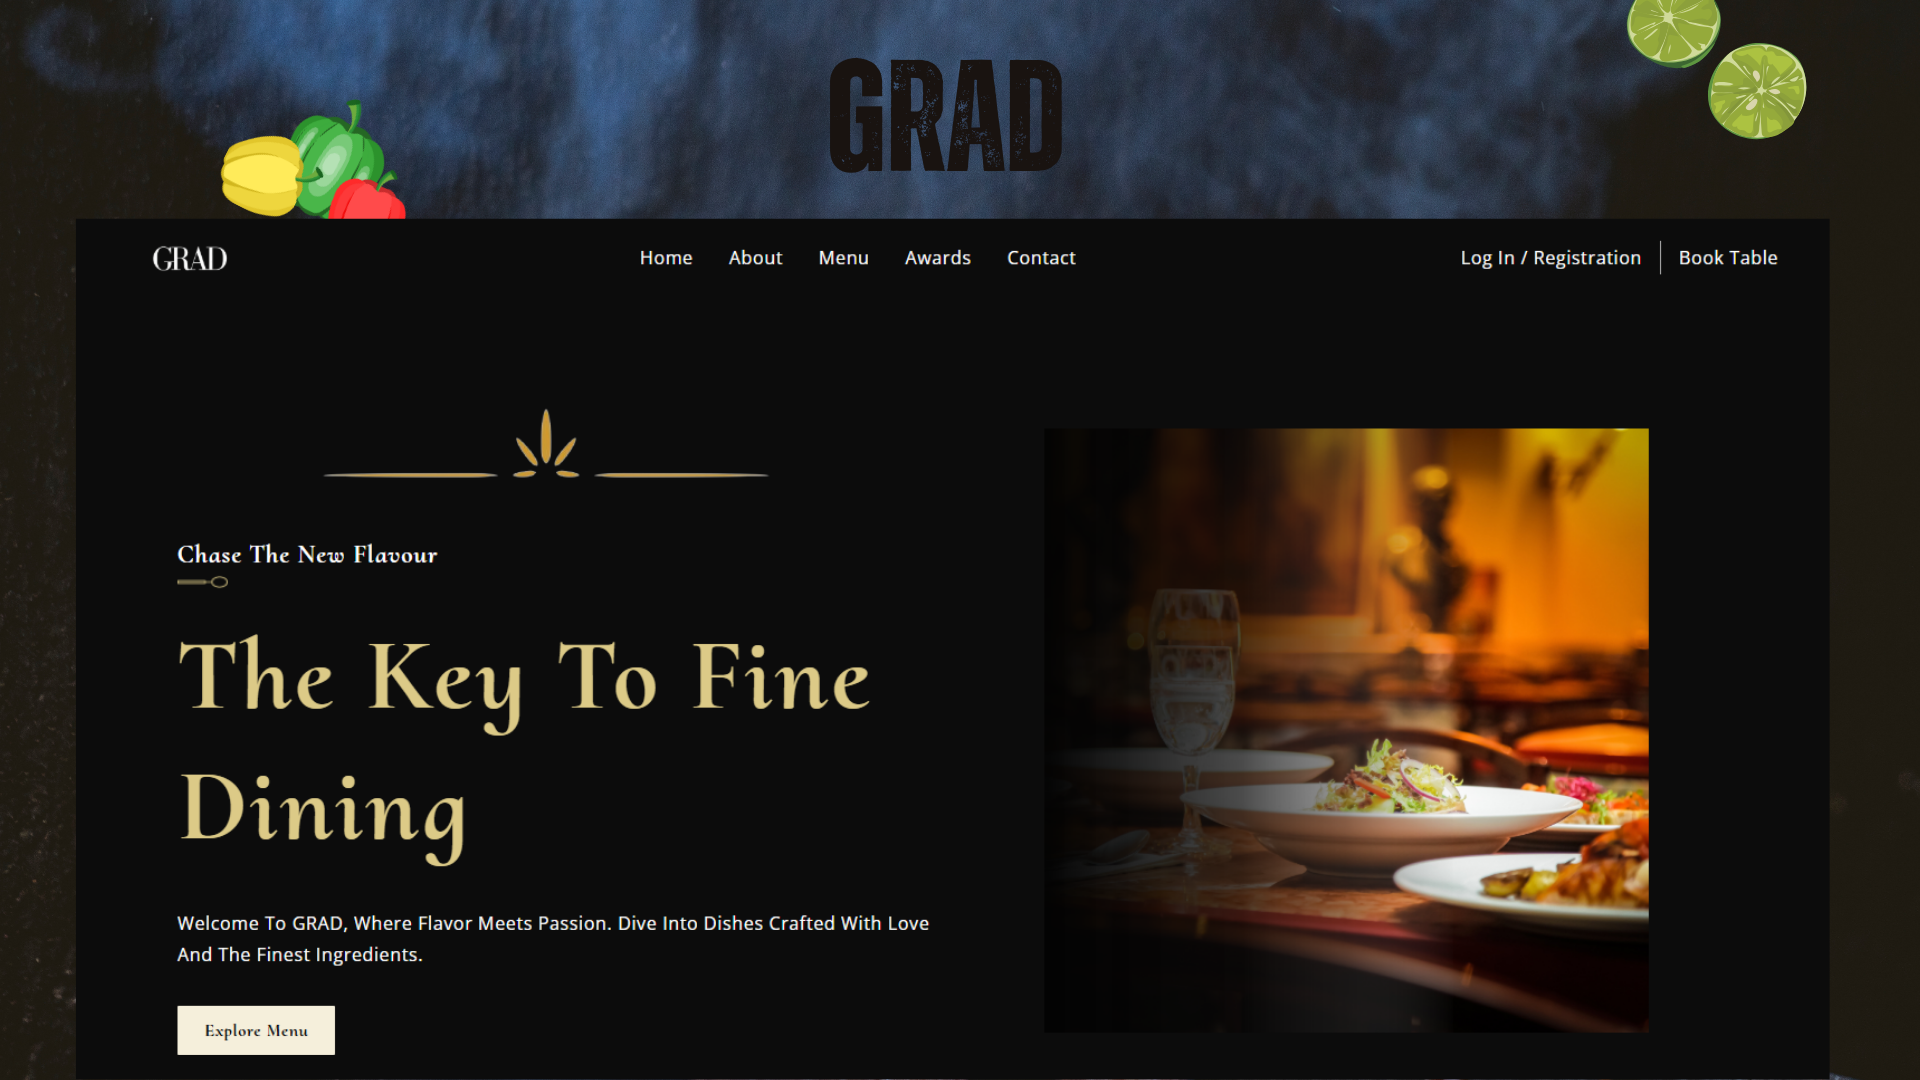 GRAD
GRAD
Home
About
Menu
Awards
Contact
Log In / Registration
Book Table
Chase The New Flavour
The Key To Fine
Dining
Welcome To GRAD, Where Flavor Meets Passion. Dive Into Dishes Crafted With Love
And The Finest Ingredients.
Explore Menu